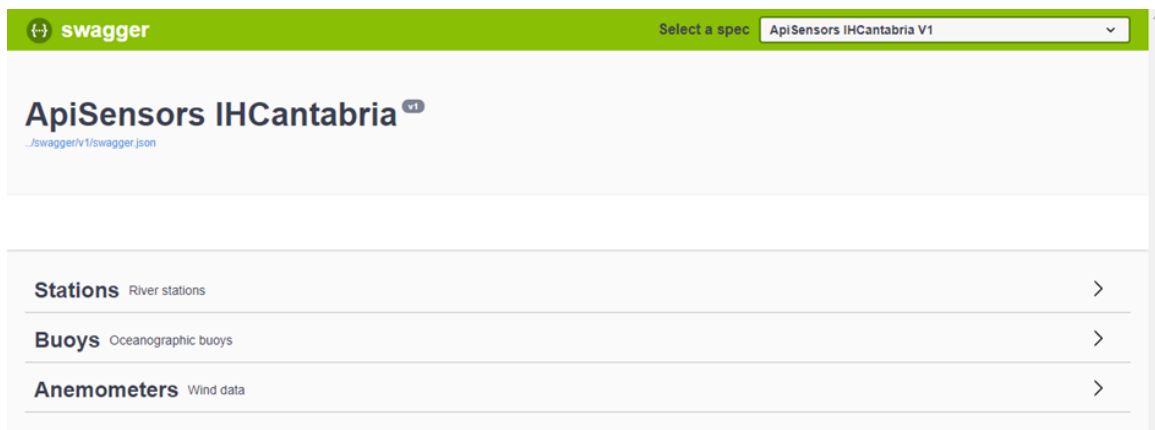 {··} swagger Select a spec ApiSensors IHCantabria V1
ApiSensors IHCantabria v1
../swagger/v1/swagger.json
Stations River stations
Buoys Oceanographic buoys
Anemometers Wind data